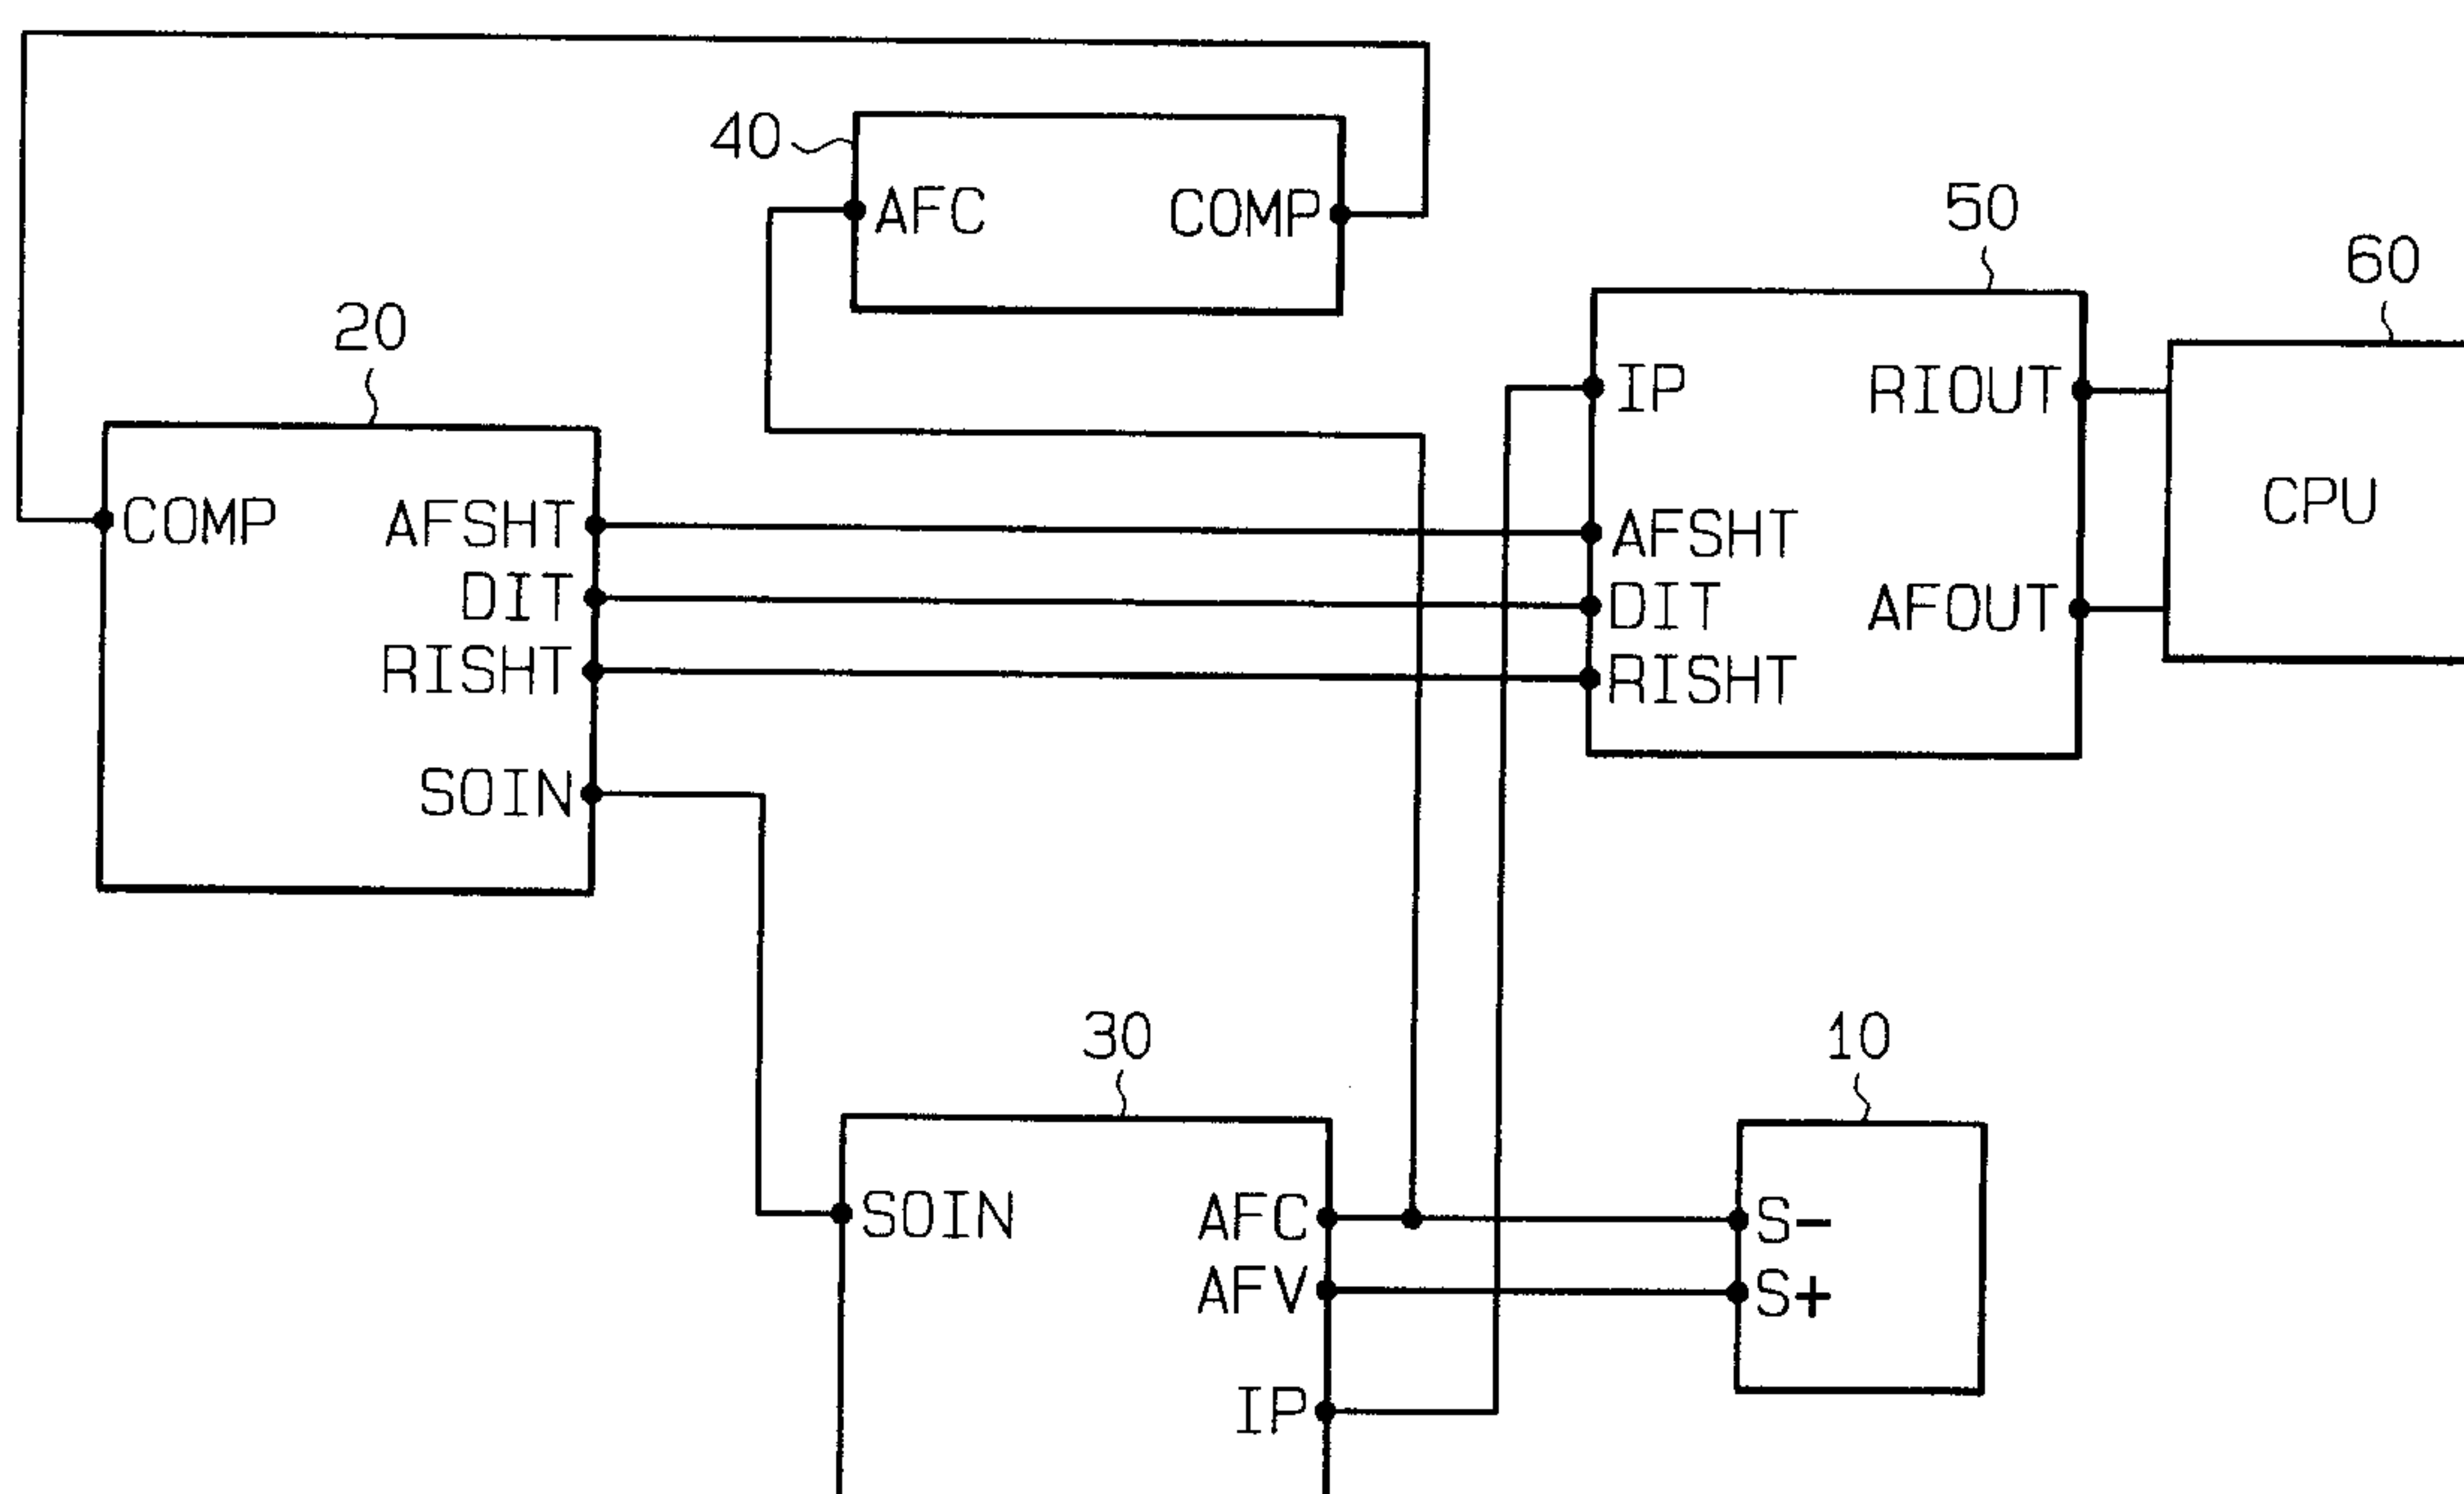 40
AFC COMP
50
60
20
IP RIOUT
CPU
COMP AFSHT
AFSHT
DIT
DIT AFOUT
RISHT
RISHT
SOIN
30
10
SOIN AFC
S-
AFV
S+
IP